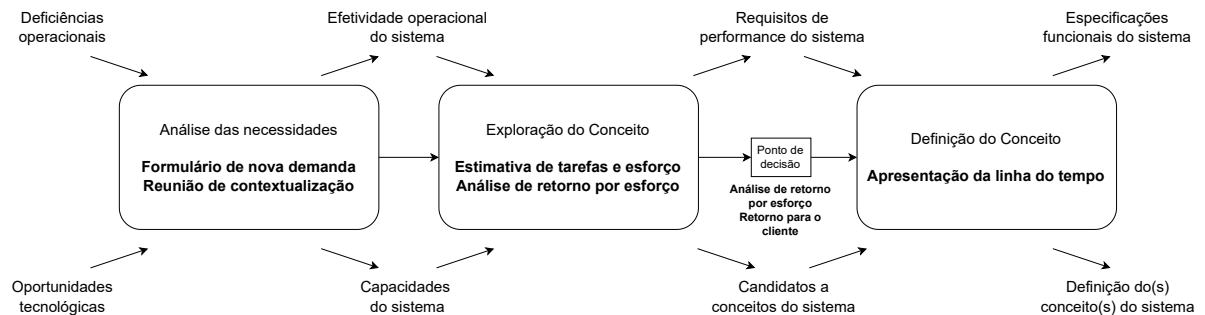 Deficiências
operacionais
Efetividade operacional
do sistema
Requisitos de
performance do sistema
Especificações
funcionais do sistema
Análise das necessidades
Formulário de nova demanda
Reunião de contextualização
Exploração do Conceito
Estimativa de tarefas e esforço
Análise de retorno por esforço
Ponto de
decisão
Análise de retorno
por esforço
Retorno para o
cliente
Definição do Conceito
Apresentação da linha do tempo
Oportunidades
tecnológicas
Capacidades
do sistema
Candidatos a
conceitos do sistema
Definição do(s)
conceito(s) do sistema